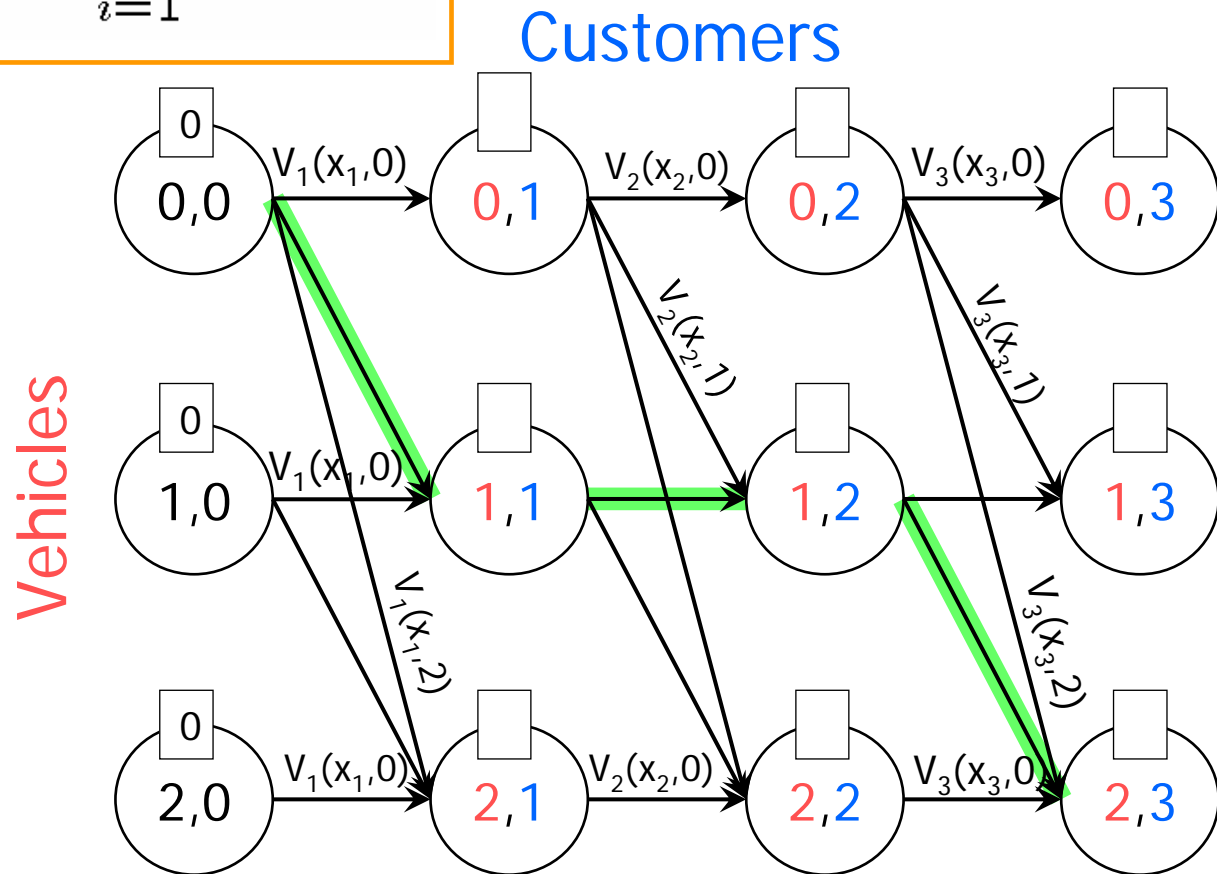 i=1
Customers
Vehicles
0
V₁(x₁,0)
V₂(x₂,0)
V₃(x₃,0)
0,0
0,1
0,2
0,3
V₂(x₂,1)
V₃(x₃,1)
0
V₁(x₁,0)
1,0
1,1
1,2
1,3
V₁(x₁,2)
V₃(x₃,2)
0
V₁(x₁,0)
V₂(x₂,0)
V₃(x₃,0)
2,0
2,1
2,2
2,3